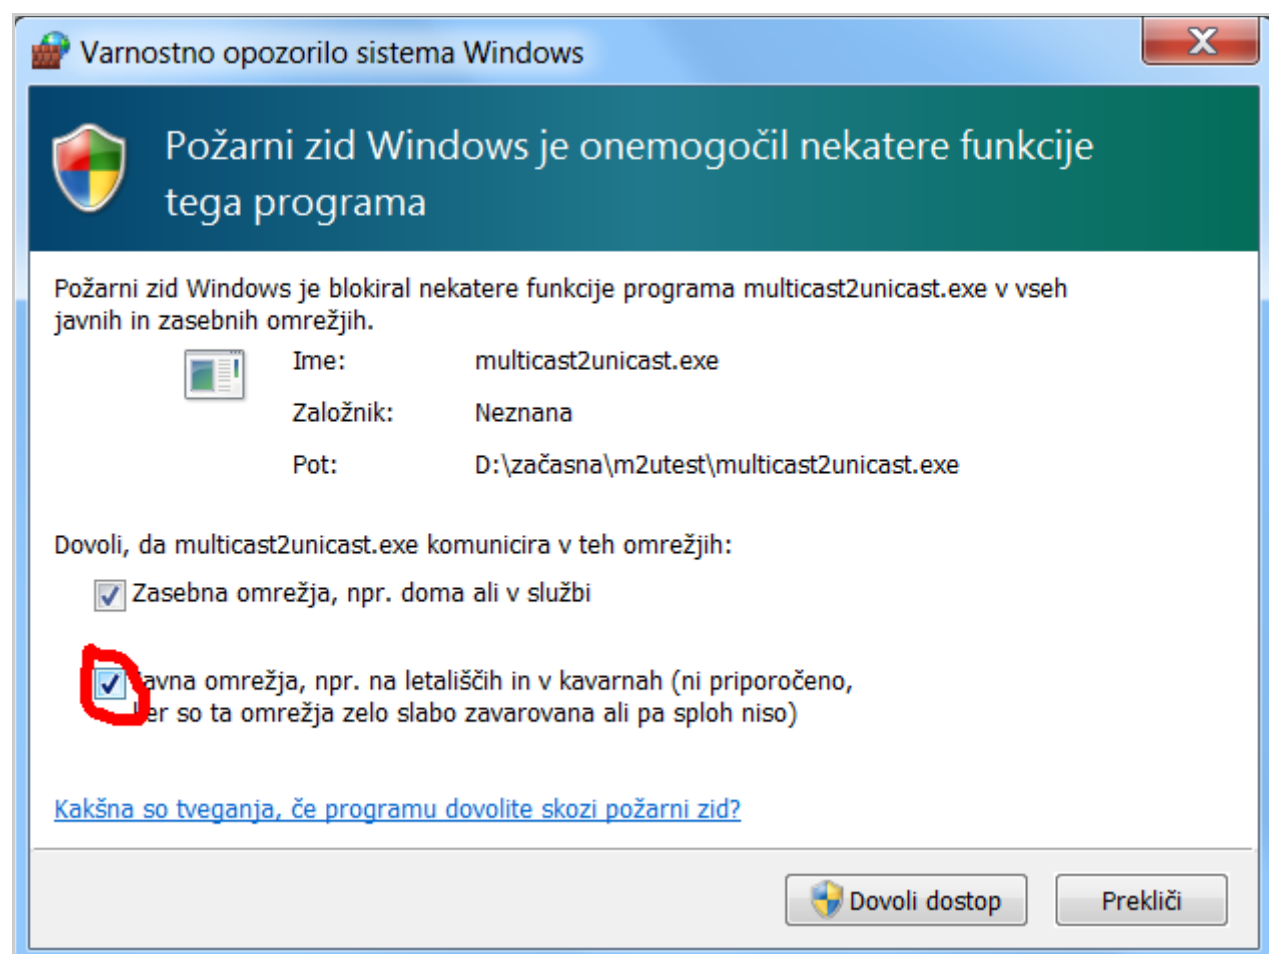 Varnostno opozorilo sistema Windows
Požarni zid Windows je onemogočil nekatere funkcije
tega programa
Požarni zid Windows je blokiral nekatere funkcije programa multicast2unicast.exe v vseh
javnih in zasebnih omrežjih.
Ime: multicast2unicast.exe
Založnik: Neznana
Pot: D:\začasna\m2utest\multicast2unicast.exe
Dovoli, da multicast2unicast.exe komunicira v teh omrežjih:
Zasebna omrežja, npr. doma ali v službi
Javna omrežja, npr. na letališčih in v kavarnah (ni priporočeno,
ker so ta omrežja zelo slabo zavarovana ali pa sploh niso)
Kakšna so tveganja, če programu dovolite skozi požarni zid?
Dovoli dostop
Prekliči